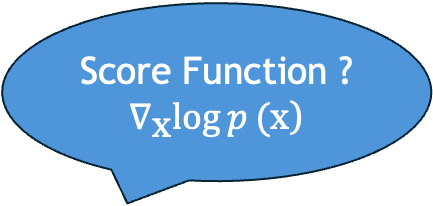 Score Function ?
∇ₓlog p (x)